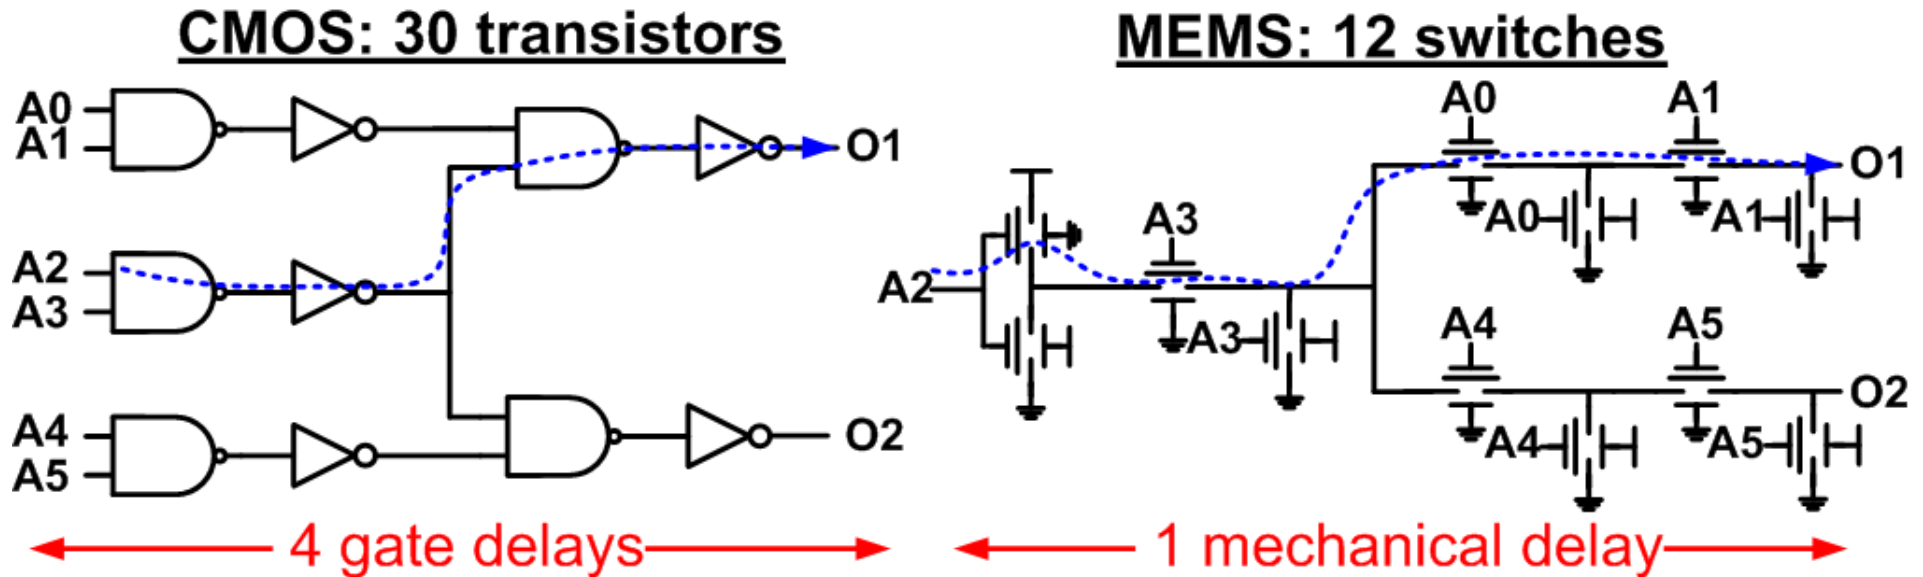 CMOS: 30 transistors
A0
A1
O1
A2
A3
A4
A5
O2
4 gate delays
MEMS: 12 switches
A0
A1
O1
A0
A1
A3
A2
A3
A4
A5
O2
A4
A5
1 mechanical delay